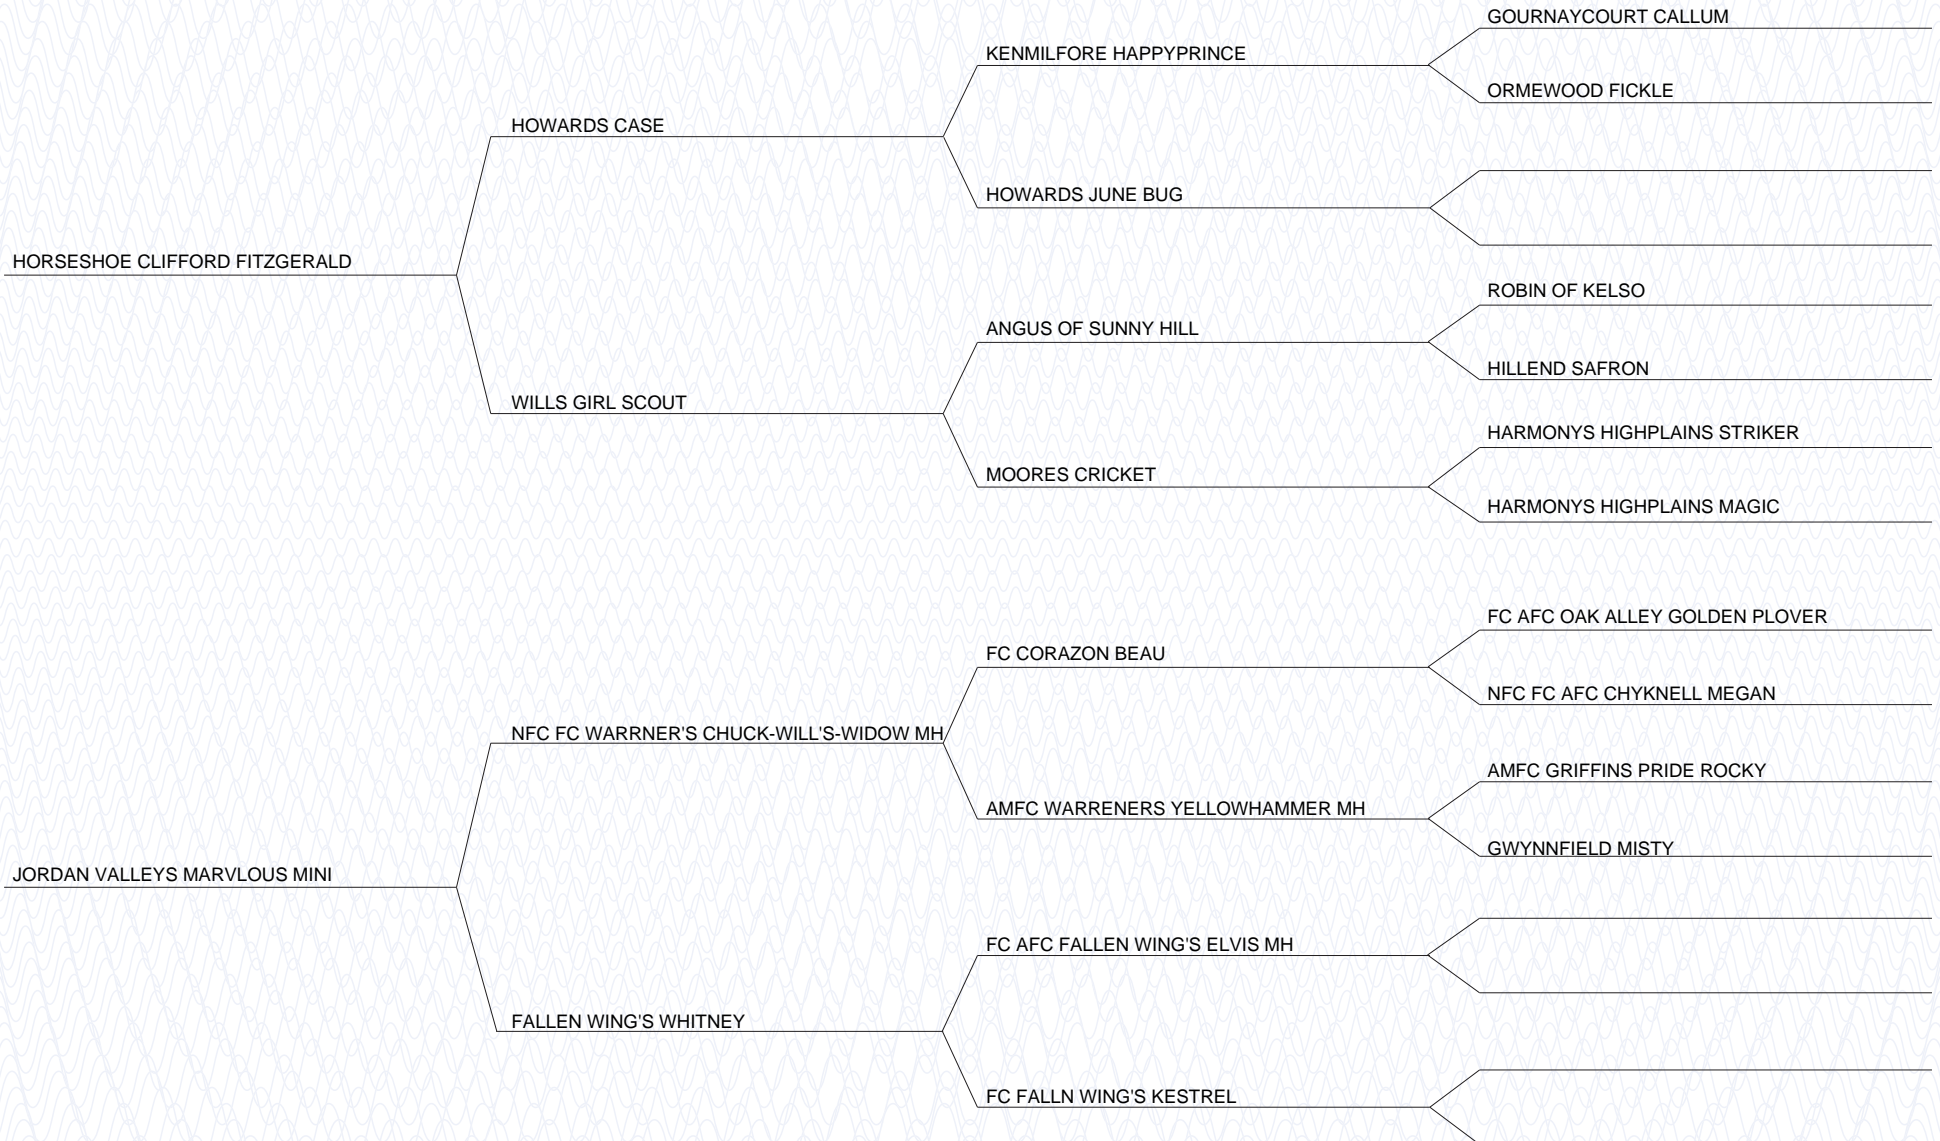 GOURNAYCOURT CALLUM
KENMILFORE HAPPYPRINCE
ORMEWOOD FICKLE
HOWARDS CASE
HOWARDS JUNE BUG
HORSESHOE CLIFFORD FITZGERALD
ROBIN OF KELSO
ANGUS OF SUNNY HILL
HILLEND SAFRON
WILLS GIRL SCOUT
HARMONYS HIGHPLAINS STRIKER
MOORES CRICKET
HARMONYS HIGHPLAINS MAGIC
FC AFC OAK ALLEY GOLDEN PLOVER
FC CORAZON BEAU
NFC FC AFC CHYKNELL MEGAN
NFC FC WARRNER'S CHUCK-WILL'S-WIDOW MH
AMFC GRIFFINS PRIDE ROCKY
AMFC WARRENERS YELLOWHAMMER MH
GWYNNFIELD MISTY
JORDAN VALLEYS MARVLOUS MINI
FC AFC FALLEN WING'S ELVIS MH
FALLEN WING'S WHITNEY
FC FALLN WING'S KESTREL